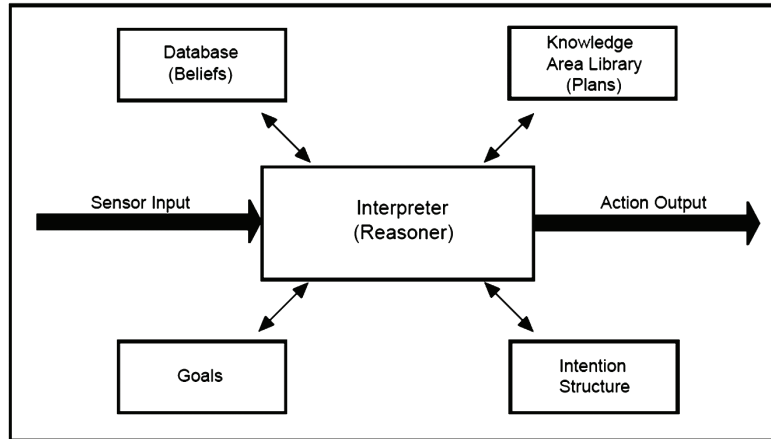 Database
(Beliefs)
Knowledge
Area Library
(Plans)
Sensor Input
Interpreter
(Reasoner)
Action Output
Goals
Intention
Structure